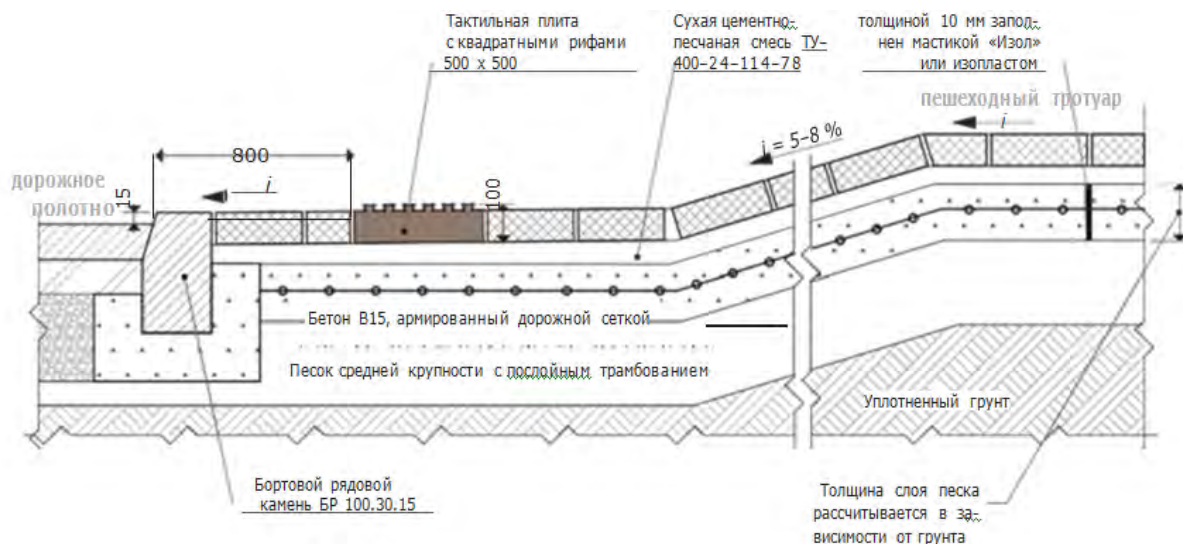 Тактильная плита
с квадратными рифами
500 x 500
Сухая цементно-
песчаная смесь ТУ-
400-24-114-78
толщиной 10 мм запол-
нен мастикой «Изол»
или изопластом
пешеходный тротуар
i
i = 5-8 %
800
i
дорожное
полотно
15
100
Бетон В15, армированный дорожной сеткой
Песок средней крупности с послойным трамбованием
Уплотненный грунт
Бортовой рядовой
камень БР 100.30.15
Толщина слоя песка
рассчитывается в за-
висимости от грунта